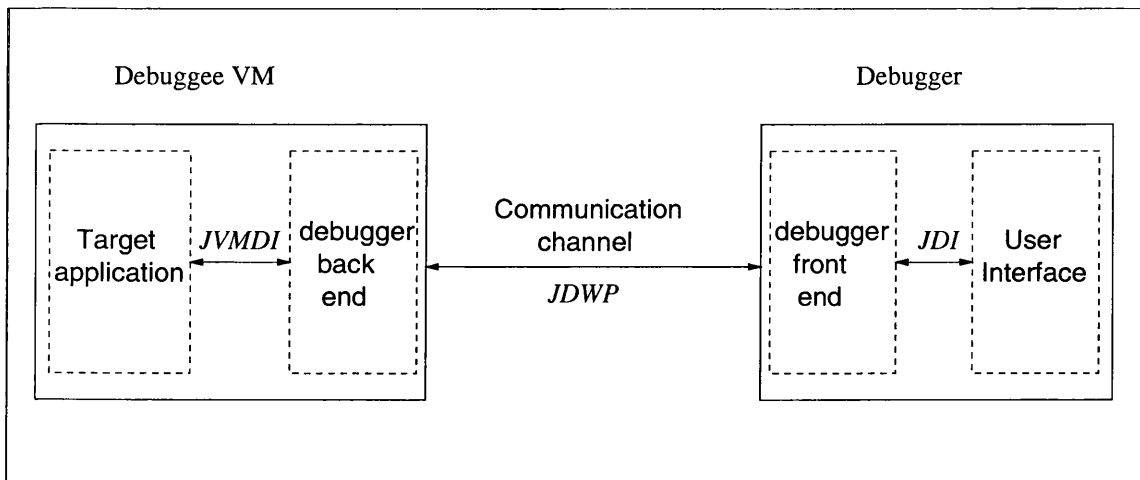 Debuggee VM
Debugger
Target
application
JVMDI
debugger
back
end
Communication
channel
JDWP
debugger
front
end
JDI
User
Interface